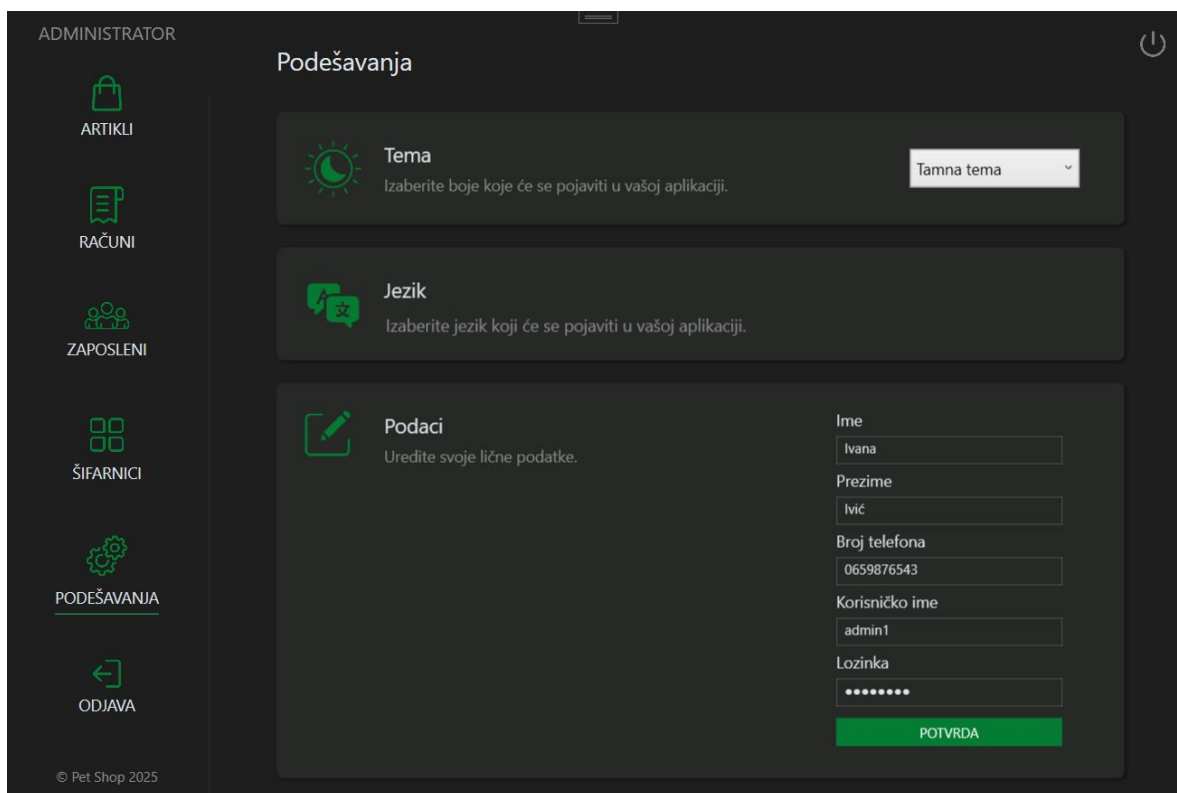 ADMINISTRATOR
ARTIKLI
RAČUNI
ZAPOSLENI
ŠIFARNICI
PODEŠAVANJA
ODJAVA
© Pet Shop 2025
Podešavanja
Tema
Izaberite boje koje će se pojaviti u vašoj aplikaciji.
Tamna tema
Jezik
Izaberite jezik koji će se pojaviti u vašoj aplikaciji.
Podaci
Uredite svoje lične podatke.
Ime
Ivana
Prezime
Ivić
Broj telefona
0659876543
Korisničko ime
admin1
Lozinka
••••••••
POTVRDA